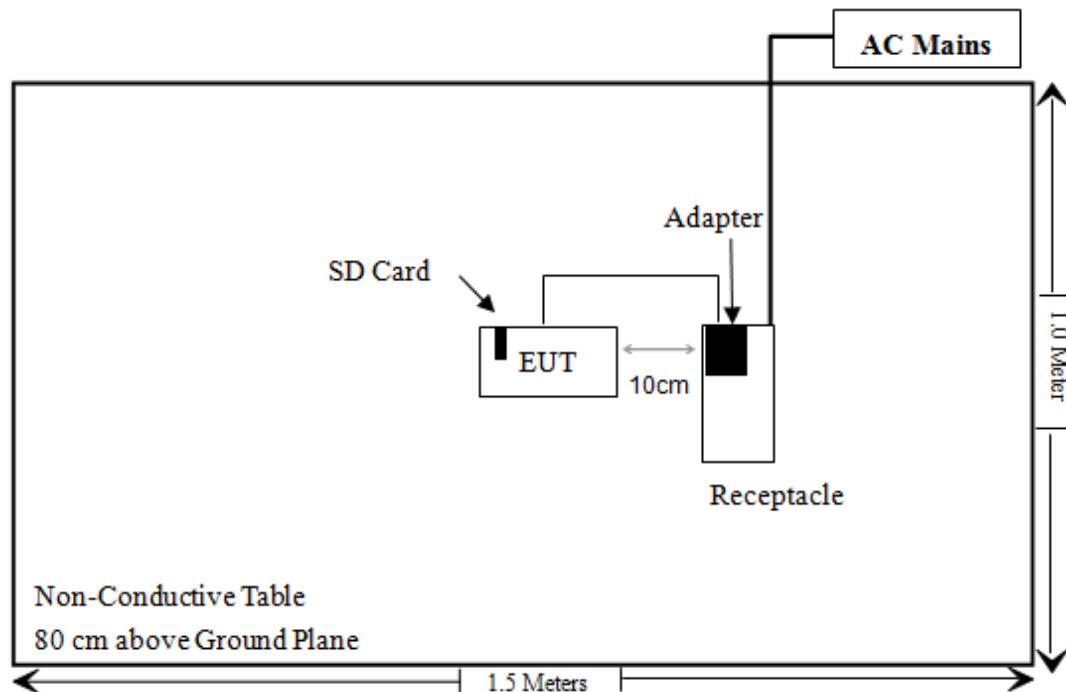 AC Mains
Adapter
SD Card
EUT
10cm
1.0 Meter
Receptacle
Non-Conductive Table
80 cm above Ground Plane
1.5 Meters